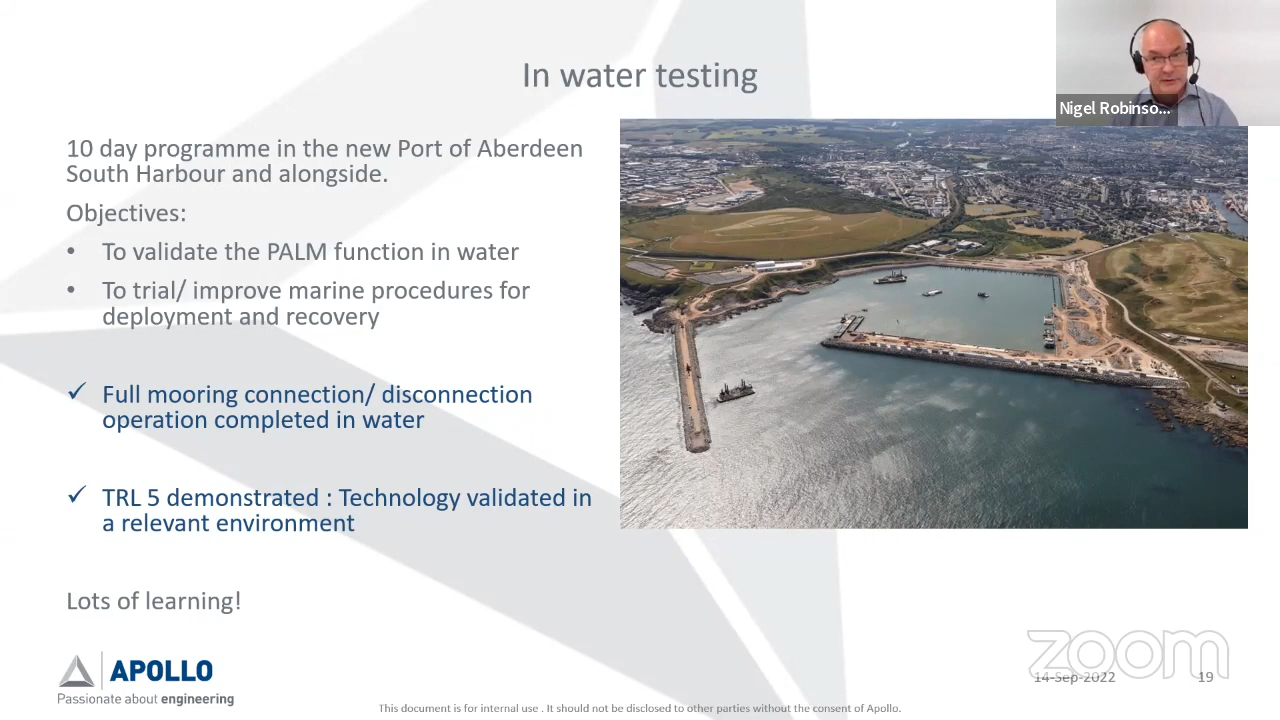 In water testing
Nigel Robinso...
10 day programme in the new Port of Aberdeen
South Harbour and alongside.
Objectives:
• To validate the PALM function in water
• To trial/ improve marine procedures for
deployment and recovery
✓ Full mooring connection/ disconnection
operation completed in water
✓ TRL 5 demonstrated : Technology validated in
a relevant environment
Lots of learning!
APOLLO
Passionate about engineering
zoom
14-Sep-2022
19
This document is for internal use . It should not be disclosed to other parties without the consent of Apollo.